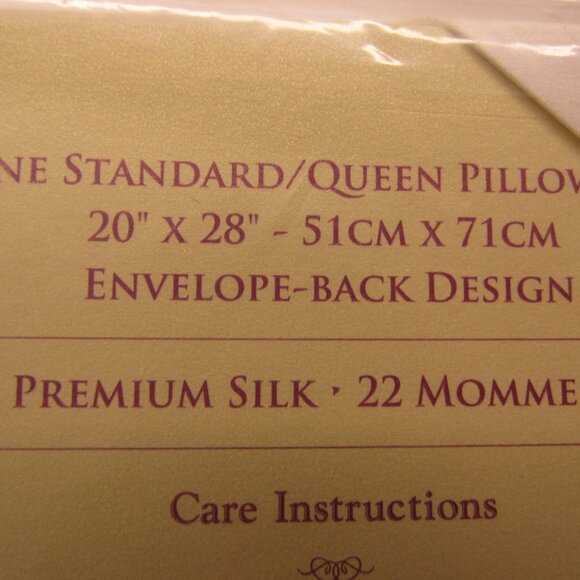 NE STANDARD/QUEEN PILLOW
20" X 28" - 51CM X 71CM
ENVELOPE-BACK DESIGN
PREMIUM SILK · 22 MOMME
Care Instructions